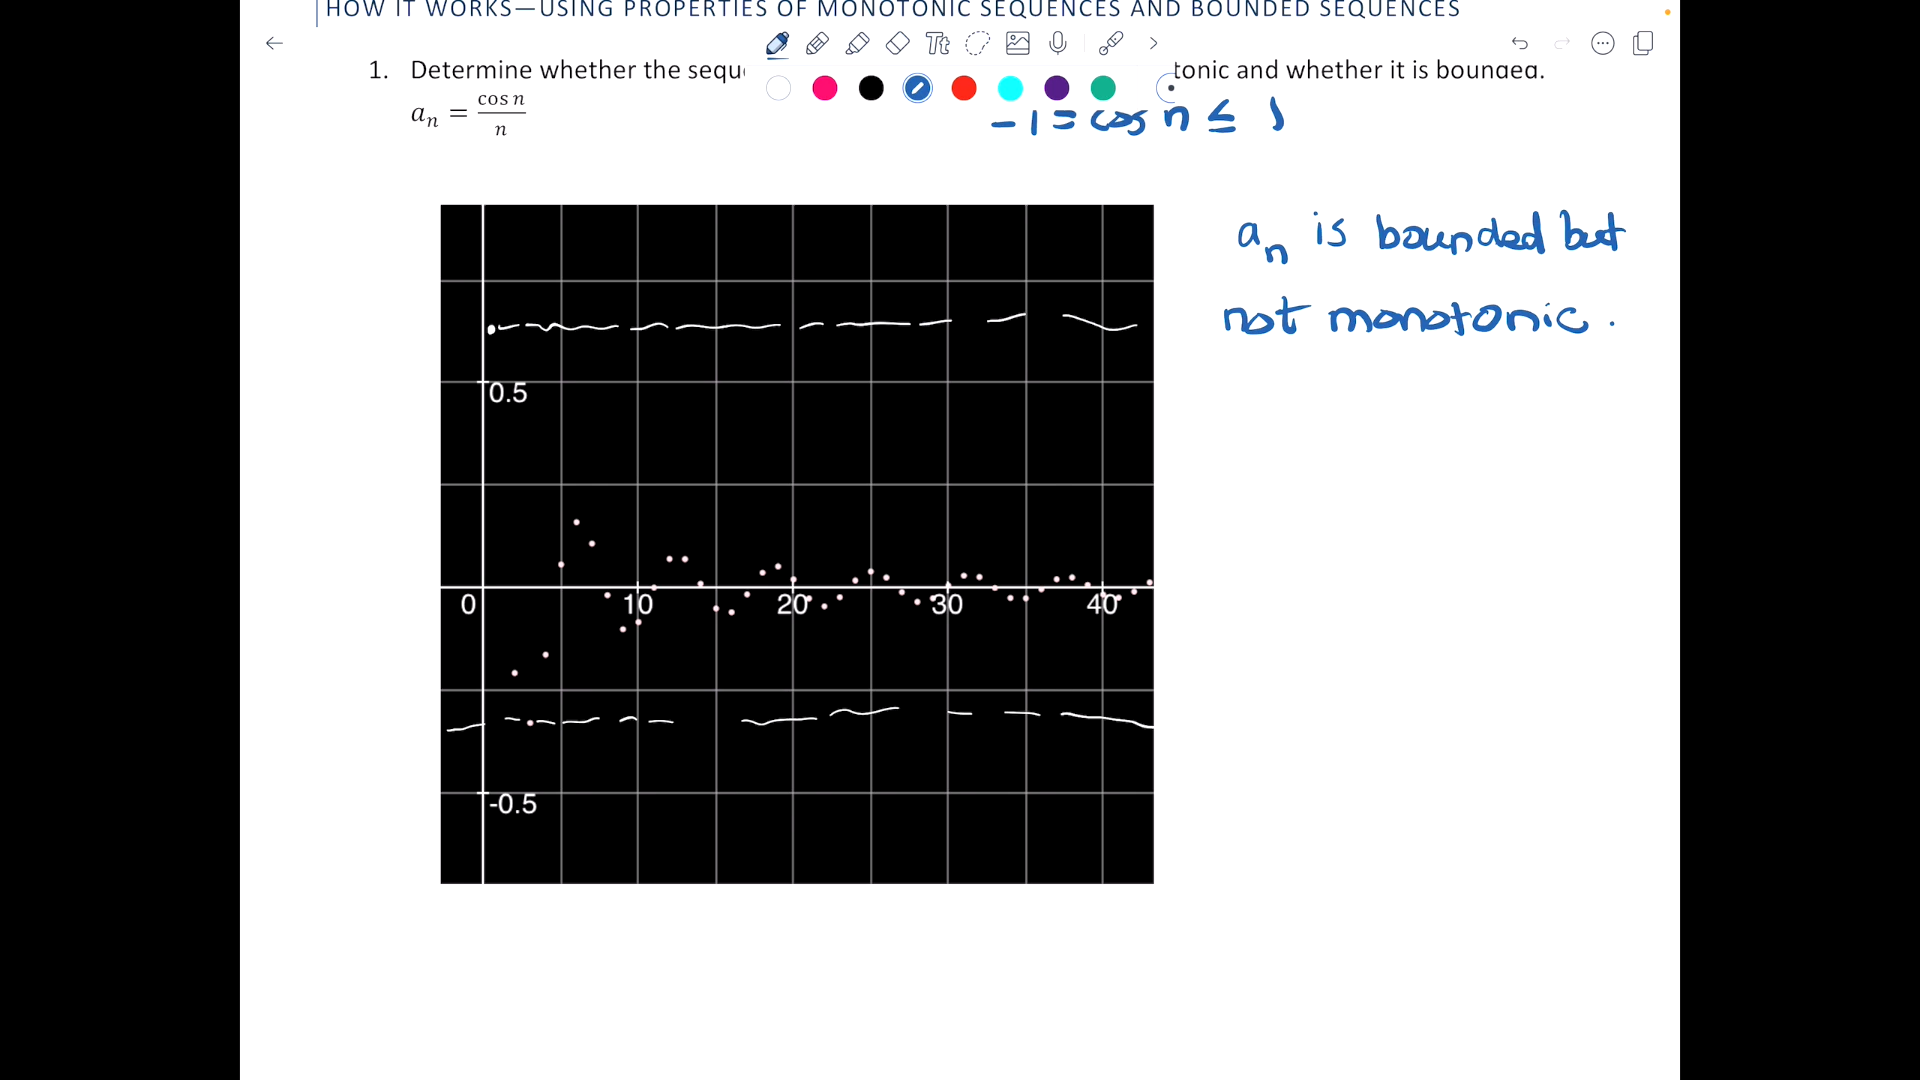 HOW IT WORKS—USING PROPERTIES OF MONOTONIC SEQUENCES AND BOUNDED SEQUENCES
Tt
1. Determine whether the sequ tonic and whether it is bounded.
aₙ = cos n / n
-1 = cos n ≤ 1
aₙ is bounded but
not monotonic.
0.5
0 10 20 30 40
-0.5